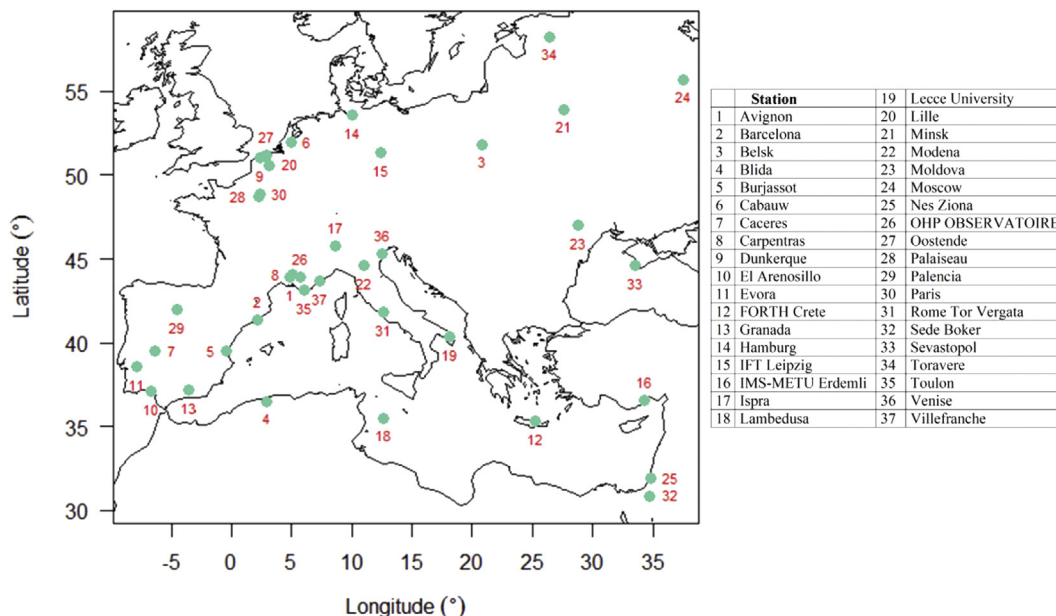 Latitude (°)
55
50
45
40
35
30
-5
0
5
10
15
20
25
30
35
Longitude (°)
34
24
21
14
27
6
3
15
9
20
28
30
17
36
23
26
8
33
22
1
37
35
2
31
29
7
5
19
11
16
10
13
4
18
12
25
32
Station 19 Lecce University
1 Avignon 20 Lille
2 Barcelona 21 Minsk
3 Belsk 22 Modena
4 Blida 23 Moldova
5 Burjassot 24 Moscow
6 Cabauw 25 Nes Ziona
7 Caceres 26 OHP OBSERVATOIRE
8 Carpentras 27 Oostende
9 Dunkerque 28 Palaiseau
10 El Arenosillo 29 Palencia
11 Evora 30 Paris
12 FORTH Crete 31 Rome Tor Vergata
13 Granada 32 Sede Boker
14 Hamburg 33 Sevastopol
15 IFT Leipzig 34 Toravere
16 IMS-METU Erdemli 35 Toulon
17 Ispra 36 Venise
18 Lambedusa 37 Villefranche